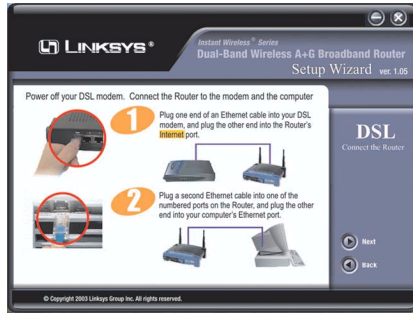 LINKSYS®
Instant Wireless® Series
Dual-Band Wireless A+G Broadband Router
Setup Wizard ver. 1.05
Power off your DSL modem. Connect the Router to the modem and the computer
1
Plug one end of an Ethernet cable into your DSL
modem, and plug the other end into the Router's
Internet port.
2
Plug a second Ethernet cable into one of the
numbered ports on the Router, and plug the other
end into your computer's Ethernet port.
DSL
Connect the Router
Next
Back
© Copyright 2003 Linksys Group Inc. All rights reserved.